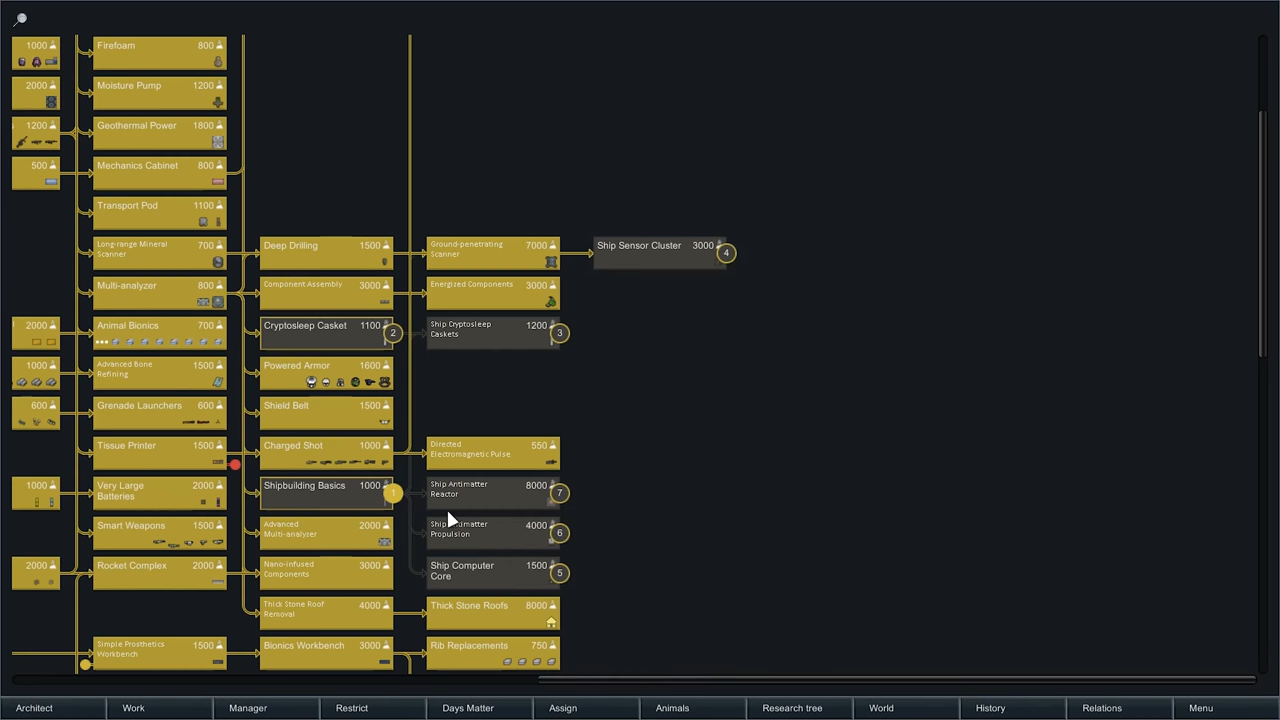 1000 Firefoam 800
2000 Moisture Pump 1200
1200 Geothermal Power 1800
500 Mechanics Cabinet 800
Transport Pod 1100
Long-range Mineral
Scanner 700 Deep Drilling 1500 Ground-penetrating
Scanner 7000 Ship Sensor Cluster 3000 4
Multi-analyzer 800 Component Assembly 3000 Energized Components 3000
2000 Animal Bionics 700 Cryptosleep Casket 1100 2 Ship Cryptosleep
Caskets 1200 3
1000 Advanced Bone
Refining 1500 Powered Armor 1600
600 Grenade Launchers 600 Shield Belt 1500
Tissue Printer 1500 Charged Shot 1000 Directed
Electromagnetic Pulse 550
1000 Very Large
Batteries 2000 Shipbuilding Basics 1000 1 Ship Antimatter
Reactor 8000 7
Smart Weapons 1500 Advanced
Multi-analyzer 2000 Ship
Propulsion 4000 6
2000 Rocket Complex 2000 Nano-infused
Components 3000 Ship Computer
Core 1500 5
Thick Stone Roof
Removal 4000 Thick Stone Roofs 8000
Simple Prosthetics
Workbench 1500 Bionics Workbench 3000 Rib Replacements 750
Architect Work Manager Restrict Days Matter Assign Animals Research tree World History Relations Menu